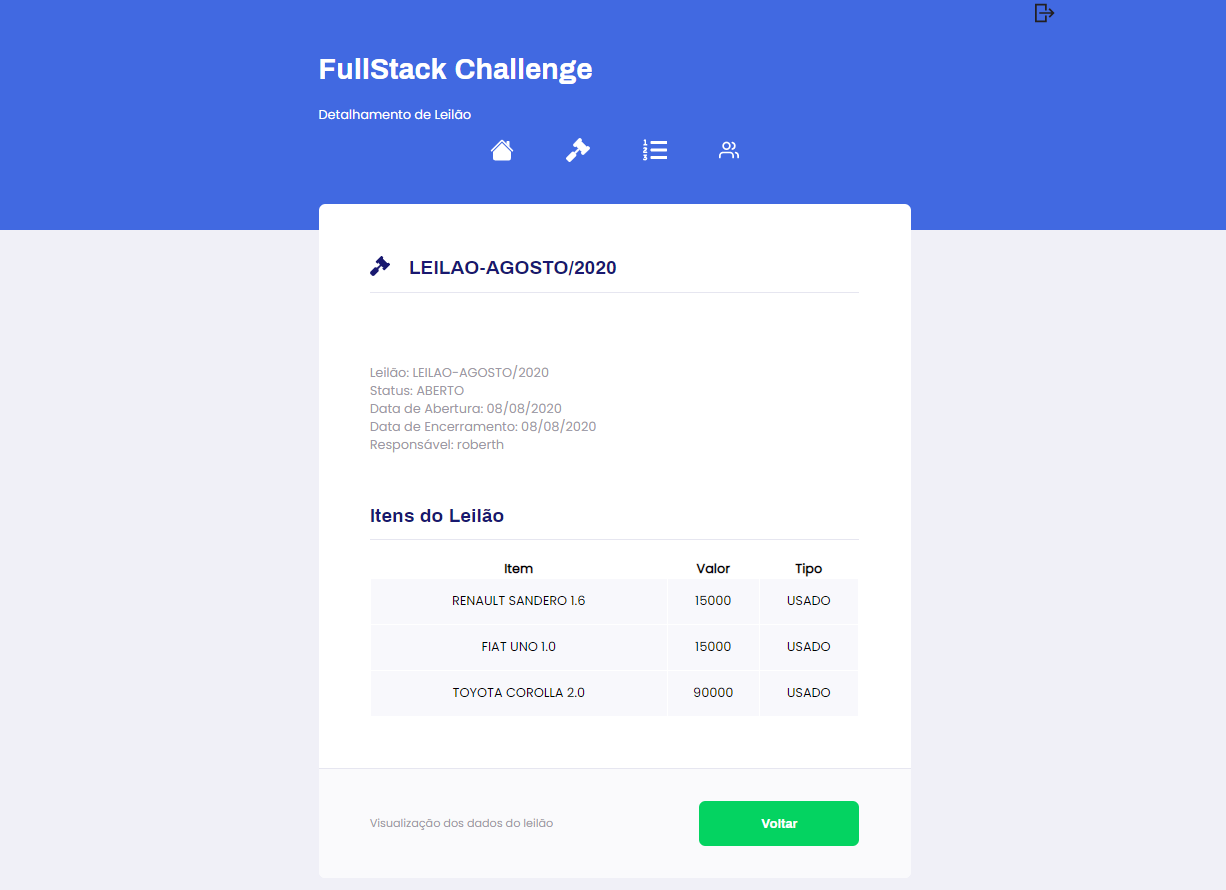 FullStack Challenge
Detalhamento de Leilão
1
2
3
LEILAO-AGOSTO/2020
Leilão: LEILAO-AGOSTO/2020
Status: ABERTO
Data de Abertura: 08/08/2020
Data de Encerramento: 08/08/2020
Responsável: roberth
Itens do Leilão
Item Valor Tipo
RENAULT SANDERO 1.6 15000 USADO
FIAT UNO 1.0 15000 USADO
TOYOTA COROLLA 2.0 90000 USADO
Visualização dos dados do leilão
Voltar